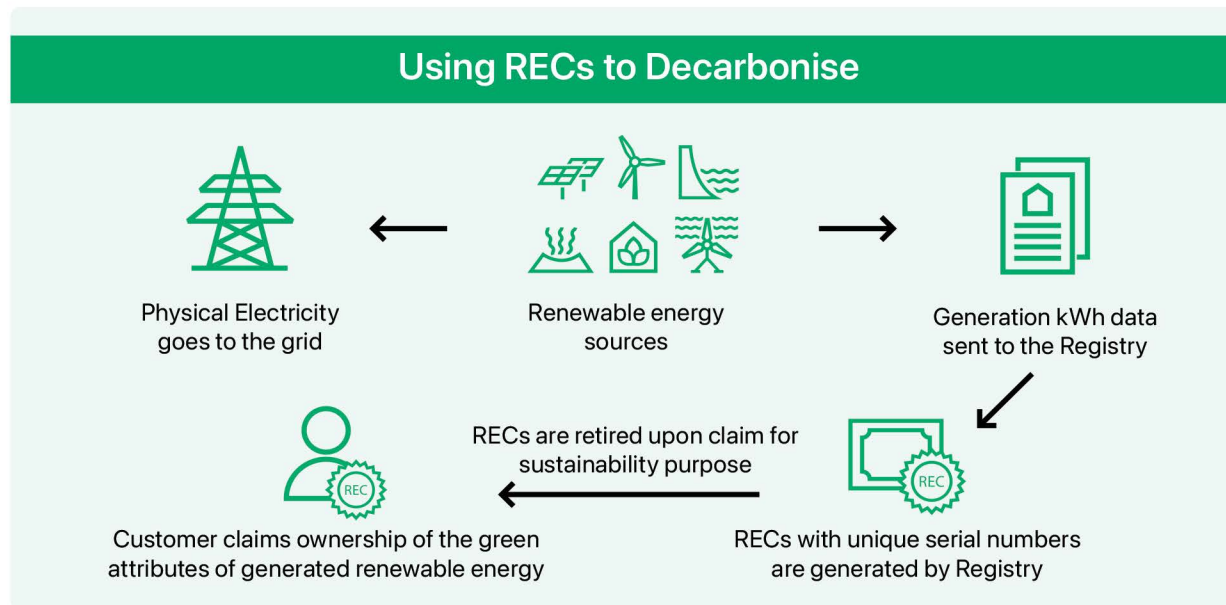 Using RECs to Decarbonise
Physical Electricity
goes to the grid
Renewable energy
sources
Generation kWh data
sent to the Registry
RECs are retired upon claim for
sustainability purpose
REC
REC
Customer claims ownership of the green
attributes of generated renewable energy
RECs with unique serial numbers
are generated by Registry